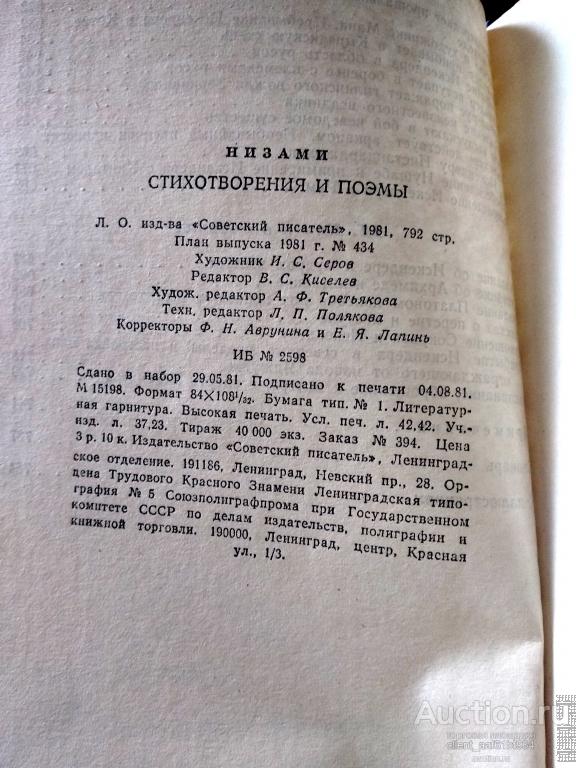 НИЗАМИ
СТИХОТВОРЕНИЯ И ПОЭМЫ
Л. О. изд-ва «Советский писатель», 1981, 792 стр.
План выпуска 1981 г. № 434
Художник И. С. Серов
Редактор В. С. Киселев
Худож. редактор А. Ф. Третьякова
Техн. редактор Л. П. Полякова
Корректоры Ф. Н. Аврунина и Е. Я. Лапинь
ИБ № 2598
Сдано в набор 29.05.81. Подписано к печати 04.08.81.
М 15198. Формат 84×108¹/₃₂. Бумага тип. № 1. Литератур-
ная гарнитура. Высокая печать. Усл. печ. л. 42,42. Уч.-
изд. л. 37,23. Тираж 40 000 экз. Заказ № 394. Цена
3 р. 10 к. Издательство «Советский писатель», Ленинград-
ское отделение. 191186, Ленинград, Невский пр., 28. Ор-
дена Трудового Красного Знамени Ленинградская типо-
графия № 5 Союзполиграфпрома при Государственном
комитете СССР по делам издательств, полиграфии и
книжной торговли. 190000, Ленинград, центр, Красная
ул., 1/3.
Auction.ru